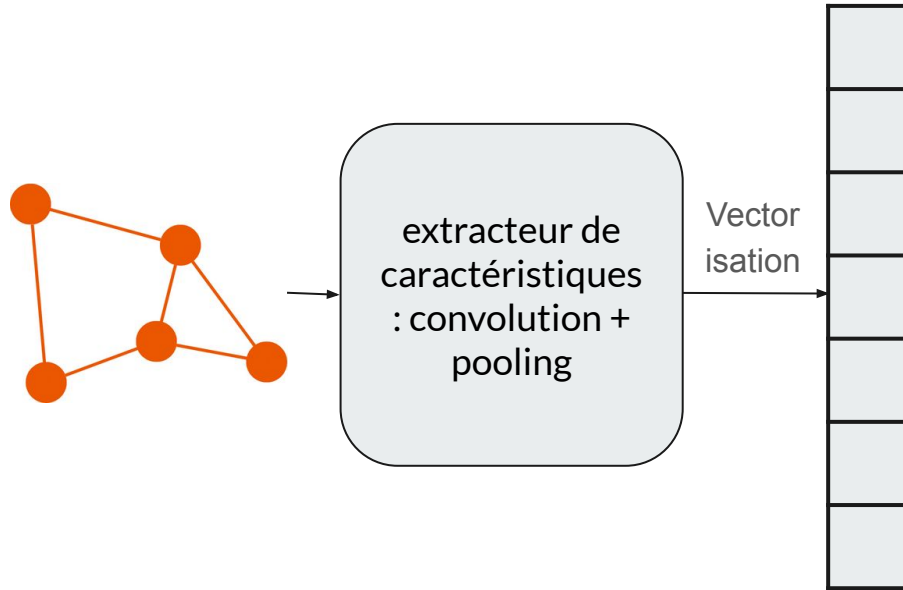 extracteur de
caractéristiques
: convolution +
pooling
Vector
isation